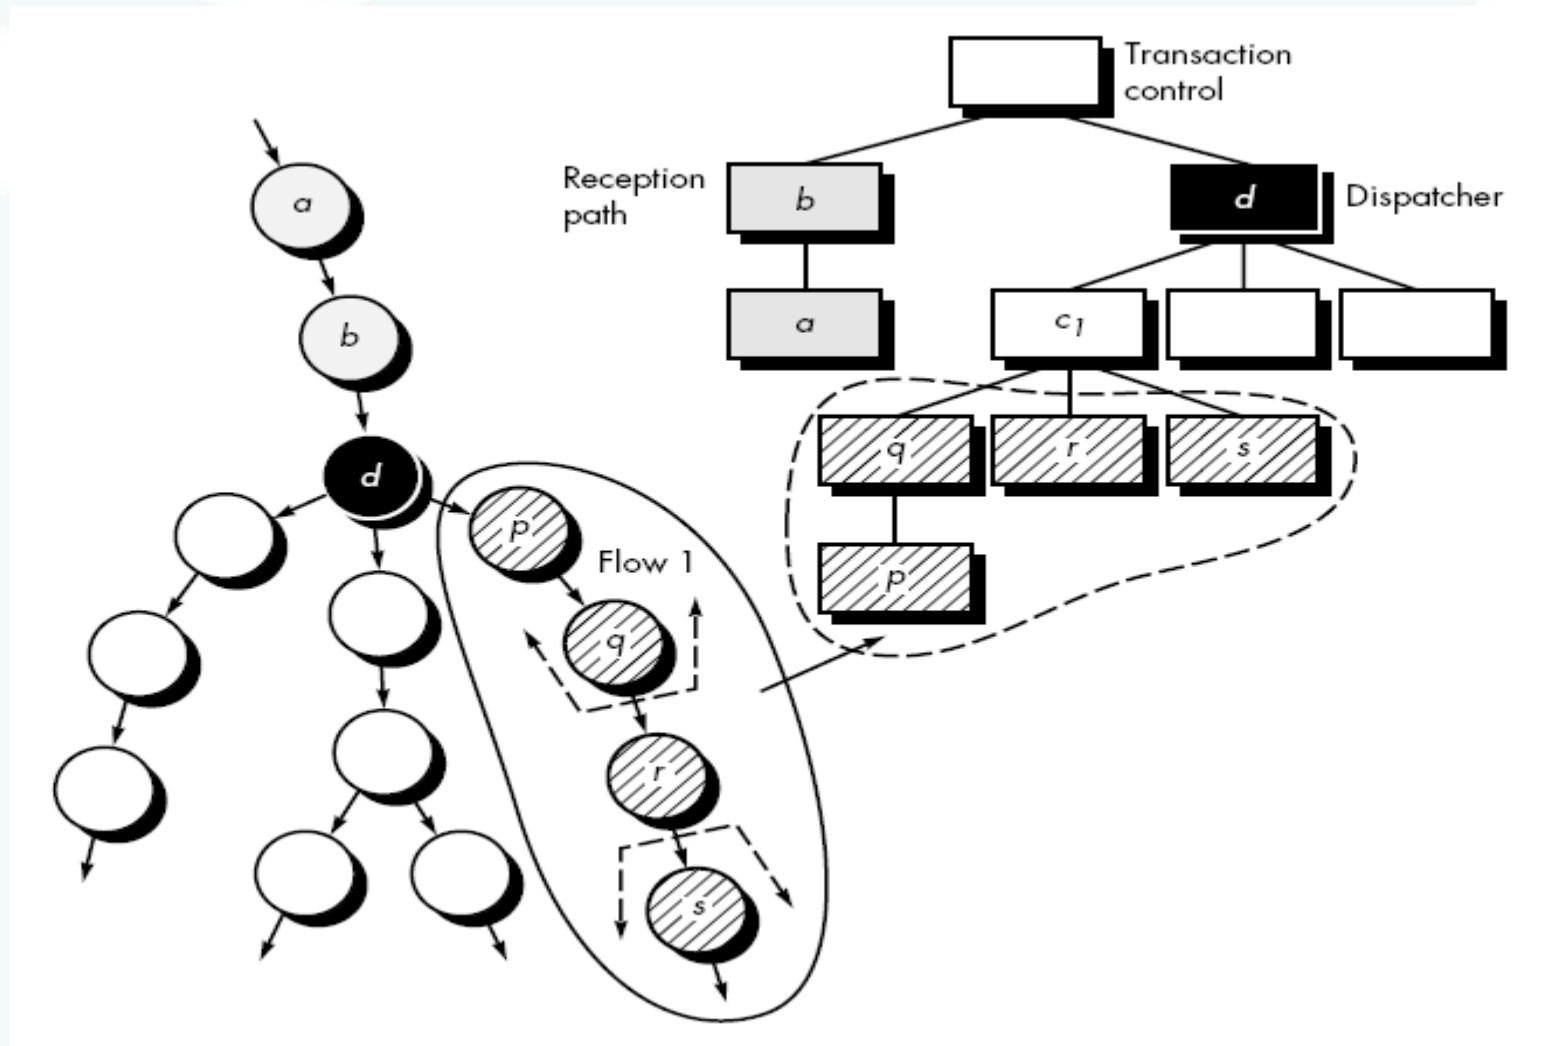 Transaction
control
Reception
path
b
d
Dispatcher
a
c1
q
r
s
p
a
b
d
p
Flow 1
q
r
s